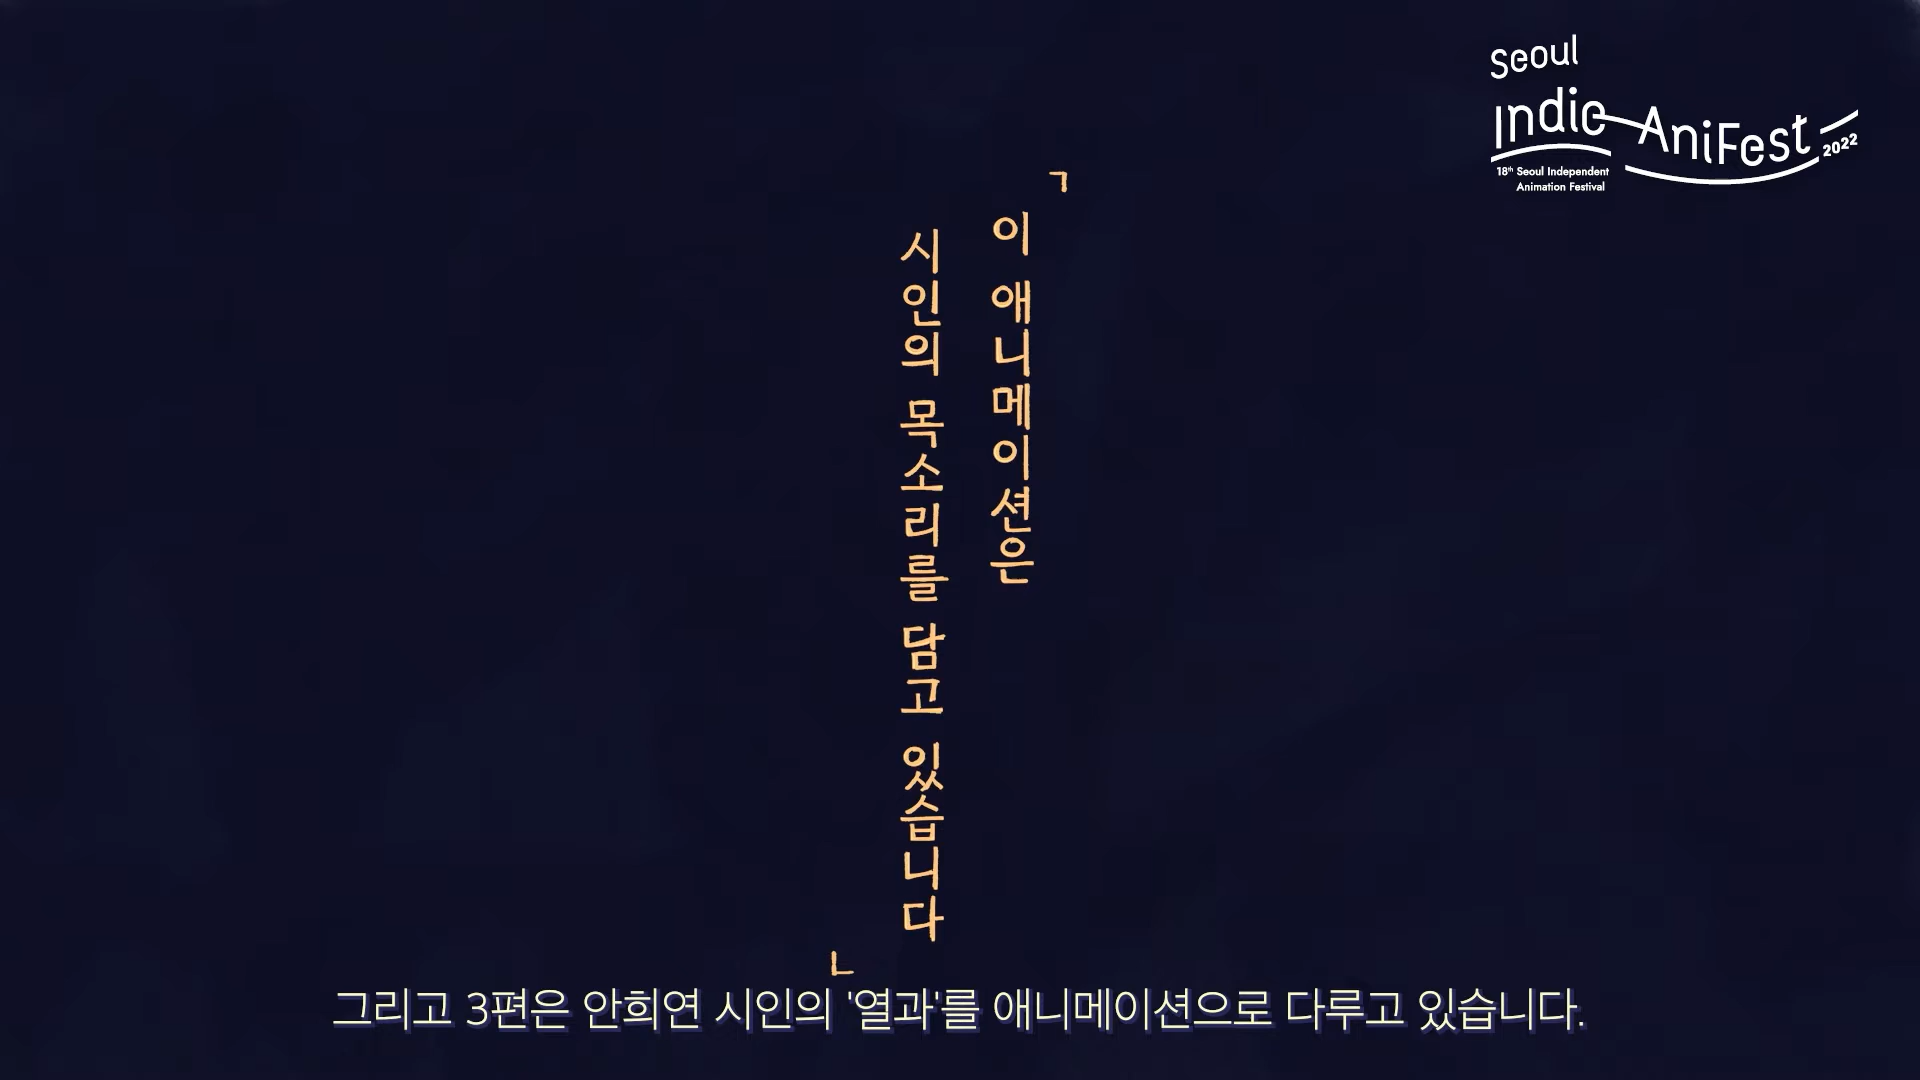 Seoul
Indie-AniFest 2022
18th Seoul Independent
Animation Festival
「이 애니메이션은
시인의 목소리를 담고 있습니다」
그리고 3편은 안희연 시인의 '열과'를 애니메이션으로 다루고 있습니다.